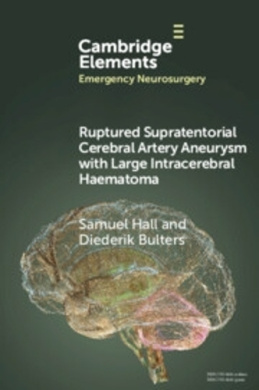 Cambridge
Elements
Emergency Neurosurgery
Ruptured Supratentorial
Cerebral Artery Aneurysm
with Large Intracerebral
Haematoma
Samuel Hall and
Diederik Bulters